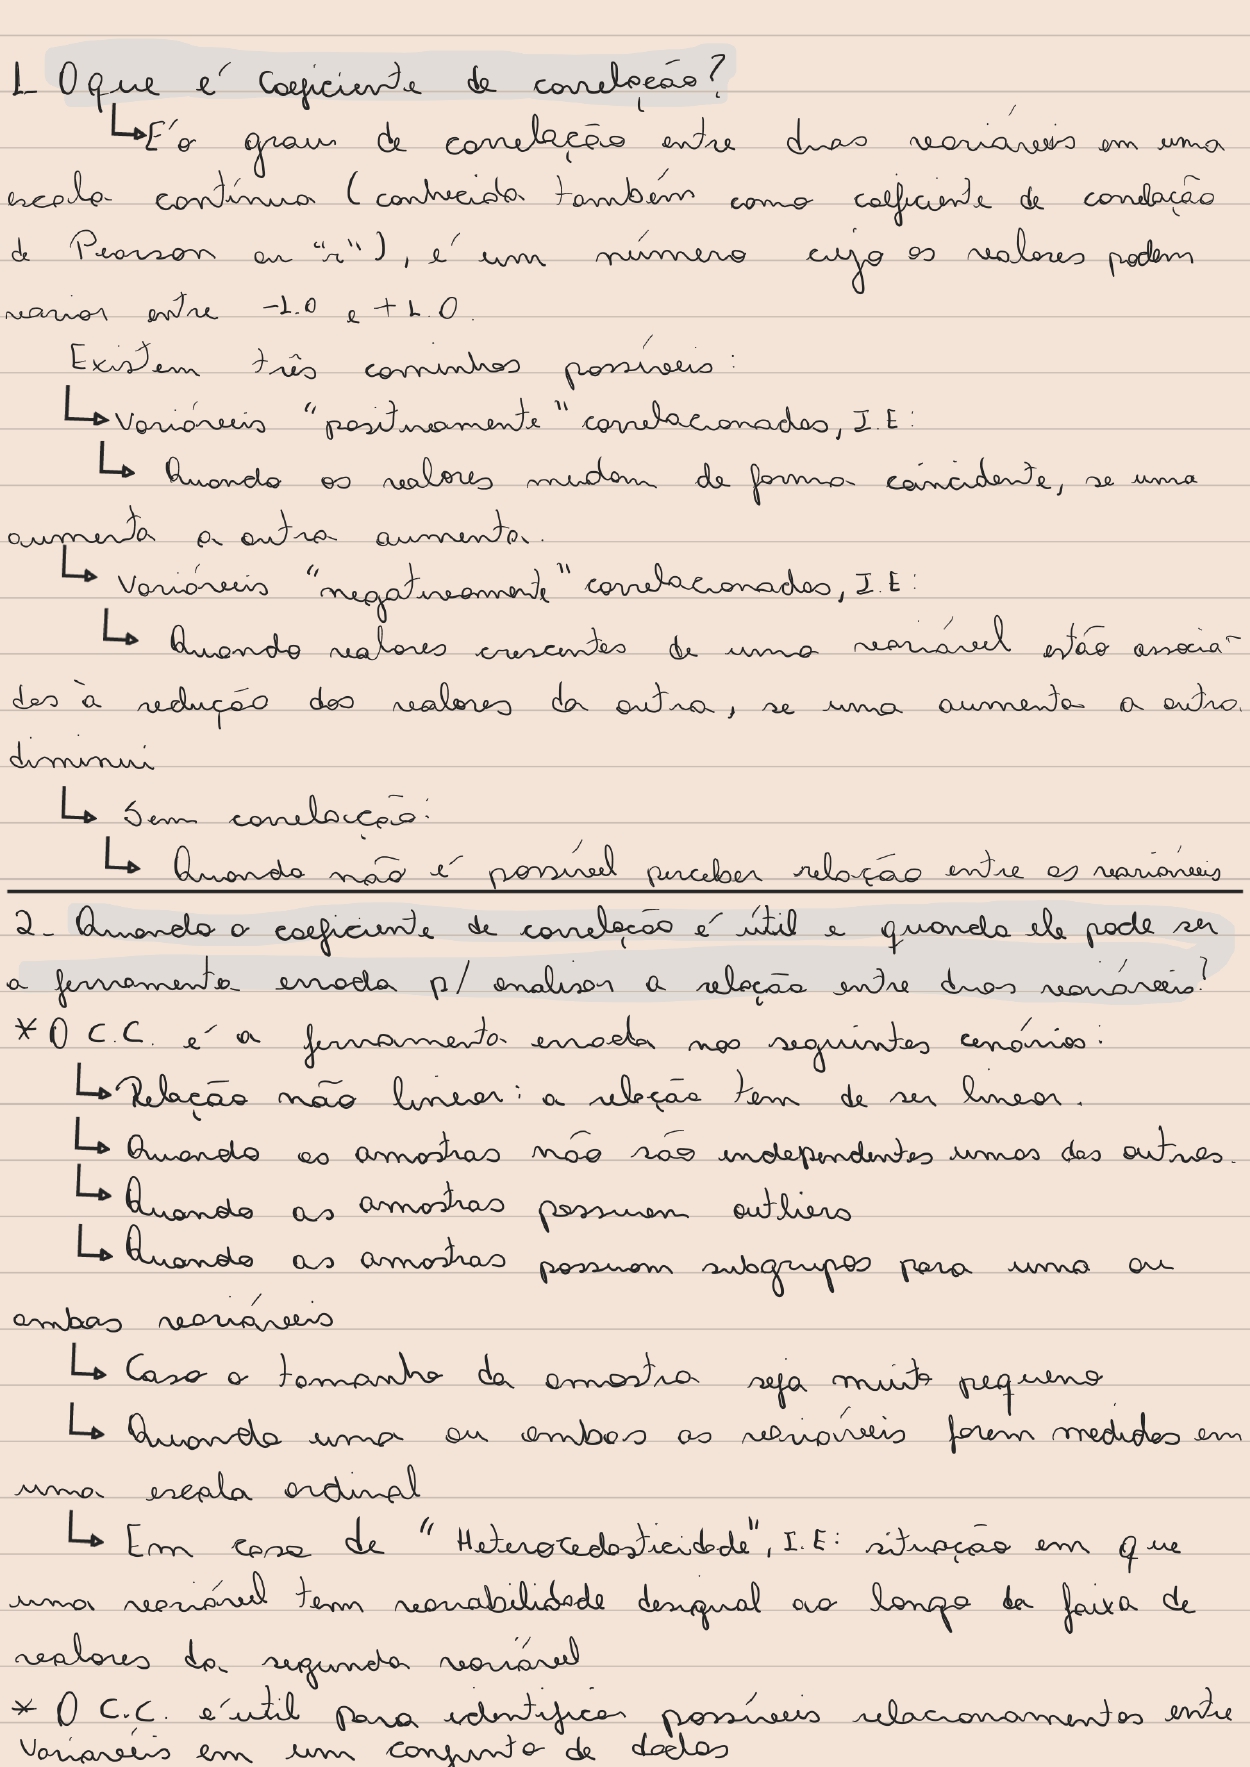 1- O que é coeficiente de correlação?
É o grau de correlação entre duas variáveis em uma
escala contínua (conhecida também como coeficiente de correlação
de Pearson ou "r"), é um número cujo os valores podem
variar entre -1.0 e +1.0.
Existem três caminhos possíveis:
Variáveis "positivamente" correlacionadas, I.E:
Quando os valores mudam de forma coincidente, se uma
aumenta a outra aumenta.
Variáveis "negativamente" correlacionadas, I.E:
Quando valores crescentes de uma variável estão associa-
das à redução dos valores da outra, se uma aumenta a outra
diminui
Sem correlação:
Quando não é possível perceber relação entre as variáveis
2- Quando o coeficiente de correlação é útil e quando ele pode ser
a ferramenta errada p/ analisar a relação entre duas variáveis?
* O C.C. é a ferramenta errada nos seguintes cenários:
Relação não linear: a relação tem de ser linear.
Quando as amostras não são independentes umas das outras.
Quando as amostras possuem outliers
Quando as amostras possuam subgrupos para uma ou
ambas variáveis
Caso o tamanho da amostra seja muito pequeno
Quando uma ou ambas as variáveis forem medidas em
uma escala ordinal
Em caso de "Heterocedasticidade", I.E: situação em que
uma variável tem variabilidade desigual ao longo da faixa de
valores da segunda variável
* O C.C. é útil para identificar possíveis relacionamentos entre
Variáveis em um conjunto de dados